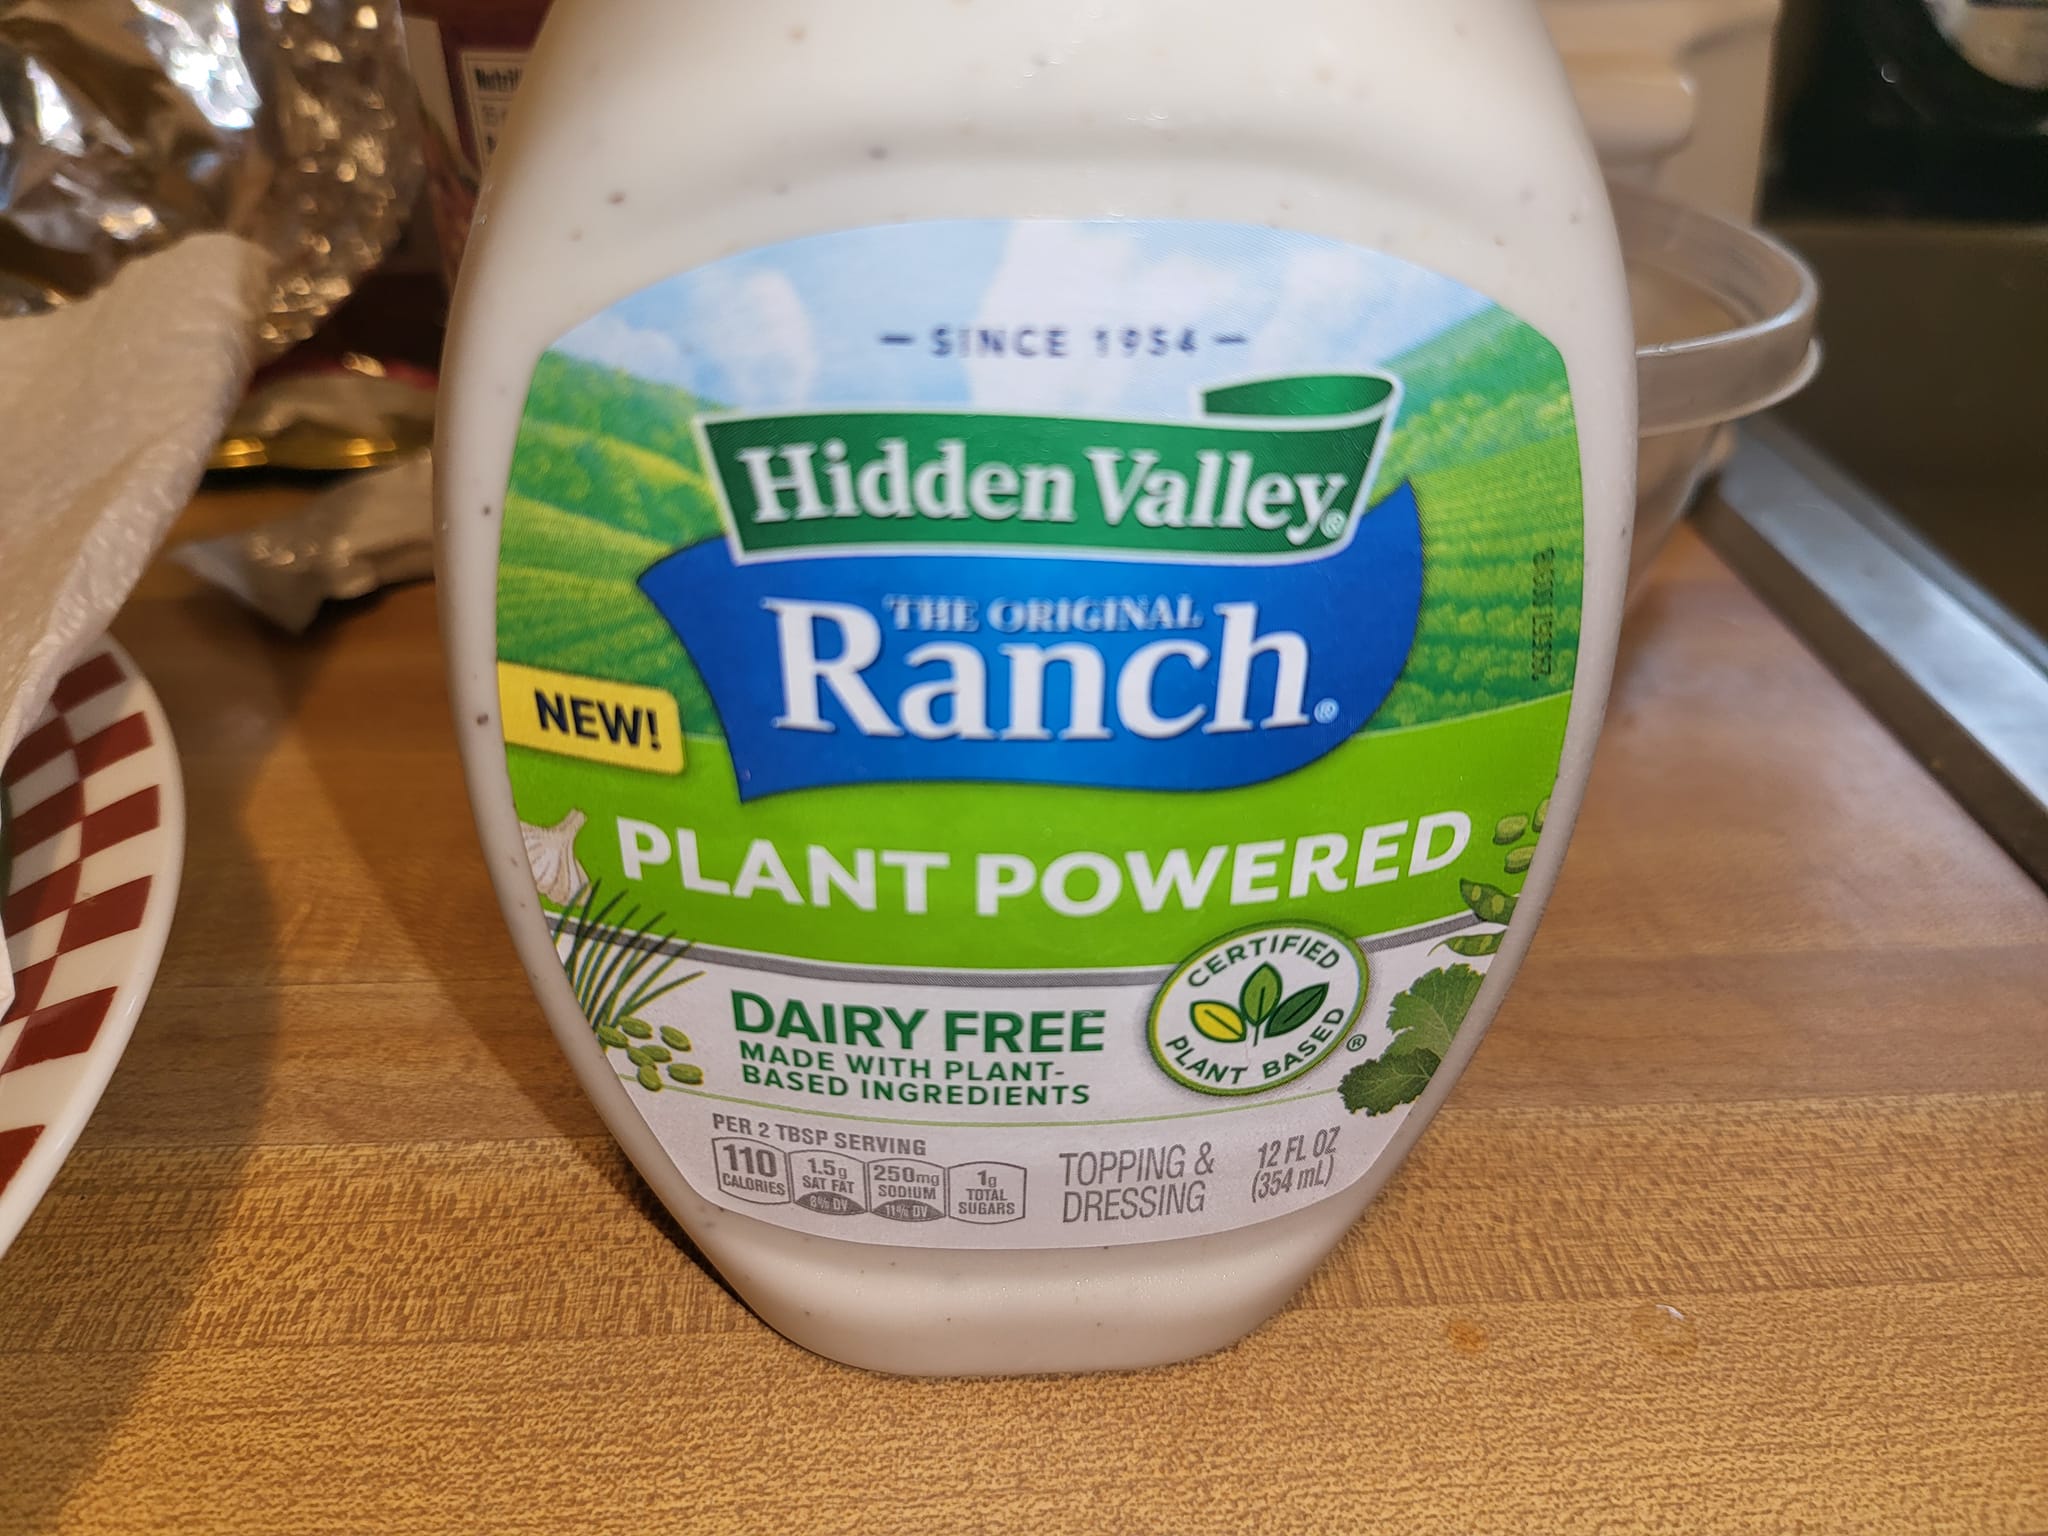 Nutri
SINCE 1954
Hidden Valley®
THE ORIGINAL
Ranch®
NEW!
PLANT POWERED
CERTIFIED
PLANT BASED®
DAIRY FREE
MADE WITH PLANT-
BASED INGREDIENTS
PER 2 TBSP SERVING
110 CALORIES
1.5g SAT FAT 8% DV
250mg SODIUM 11% DV
1g TOTAL SUGARS
TOPPING &
DRESSING
12 FL OZ
(354 mL)